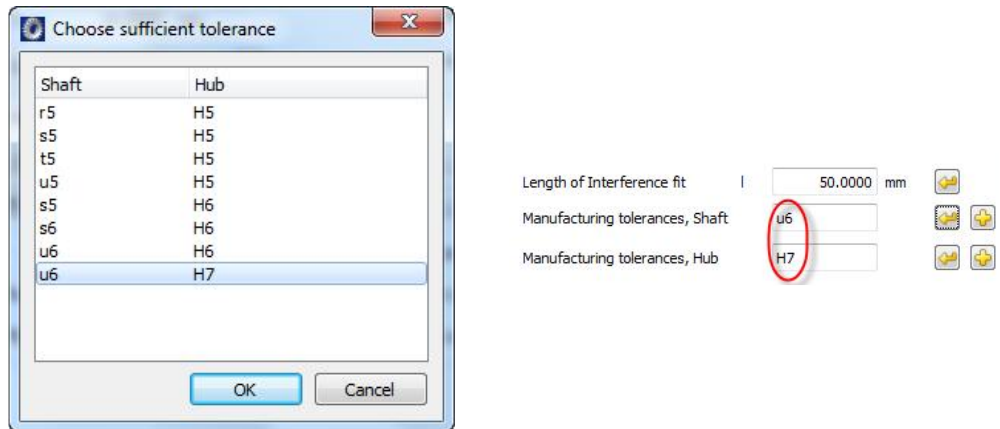 Choose sufficient tolerance
Shaft Hub
r5 H5
s5 H5
t5 H5
u5 H5
s5 H6
s6 H6
u6 H6
u6 H7
OK Cancel
Length of Interference fit l 50.0000 mm
Manufacturing tolerances, Shaft u6
Manufacturing tolerances, Hub H7